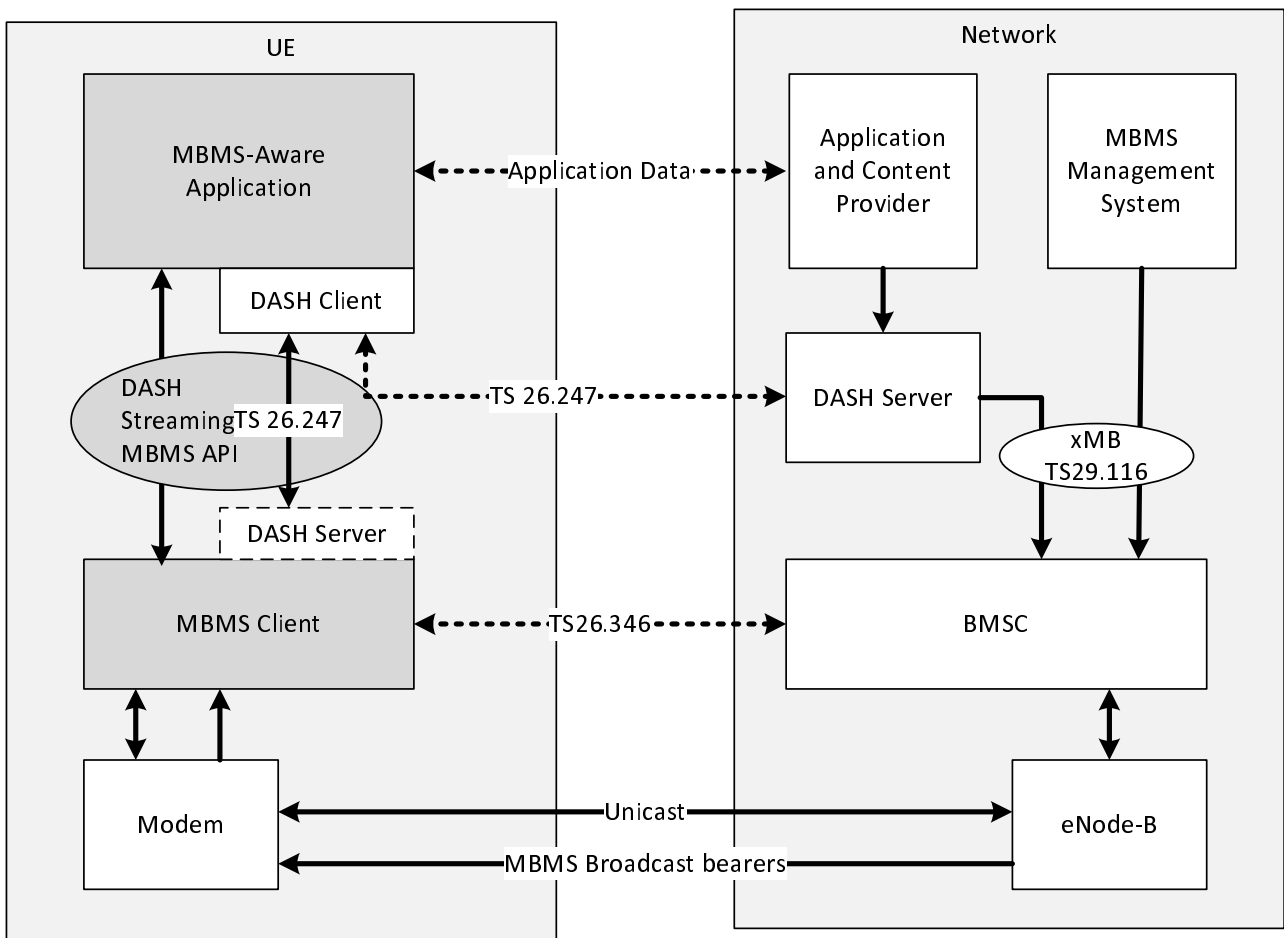 UE
Network
MBMS-Aware
Application
Application Data
Application
and Content
Provider
MBMS
Management
System
DASH Client
DASH
Streaming
MBMS API
TS 26.247
TS 26.247
DASH Server
xMB
TS29.116
DASH Server
MBMS Client
TS26.346
BMSC
Modem
Unicast
eNode-B
MBMS Broadcast bearers